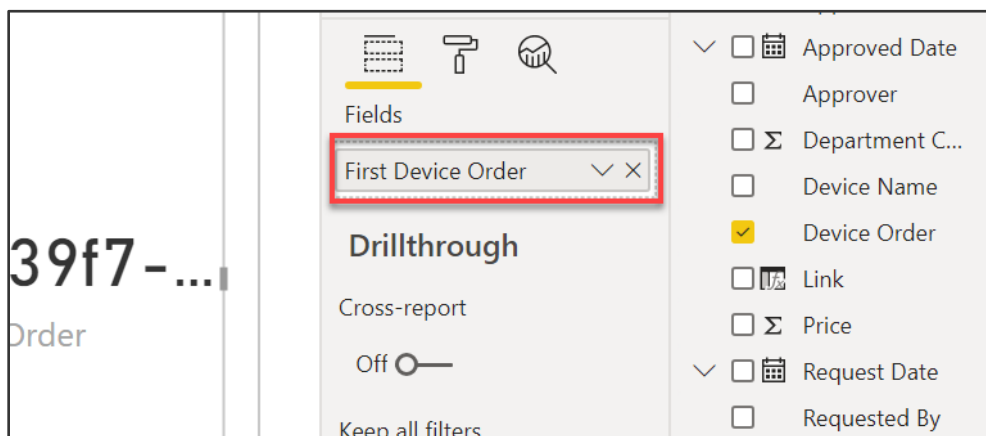 39f7-...
Order
Fields
First Device Order
Drillthrough
Cross-report
Off
Keep all filters
Approved Date
Approver
Department C...
Device Name
Device Order
Link
Price
Request Date
Requested By